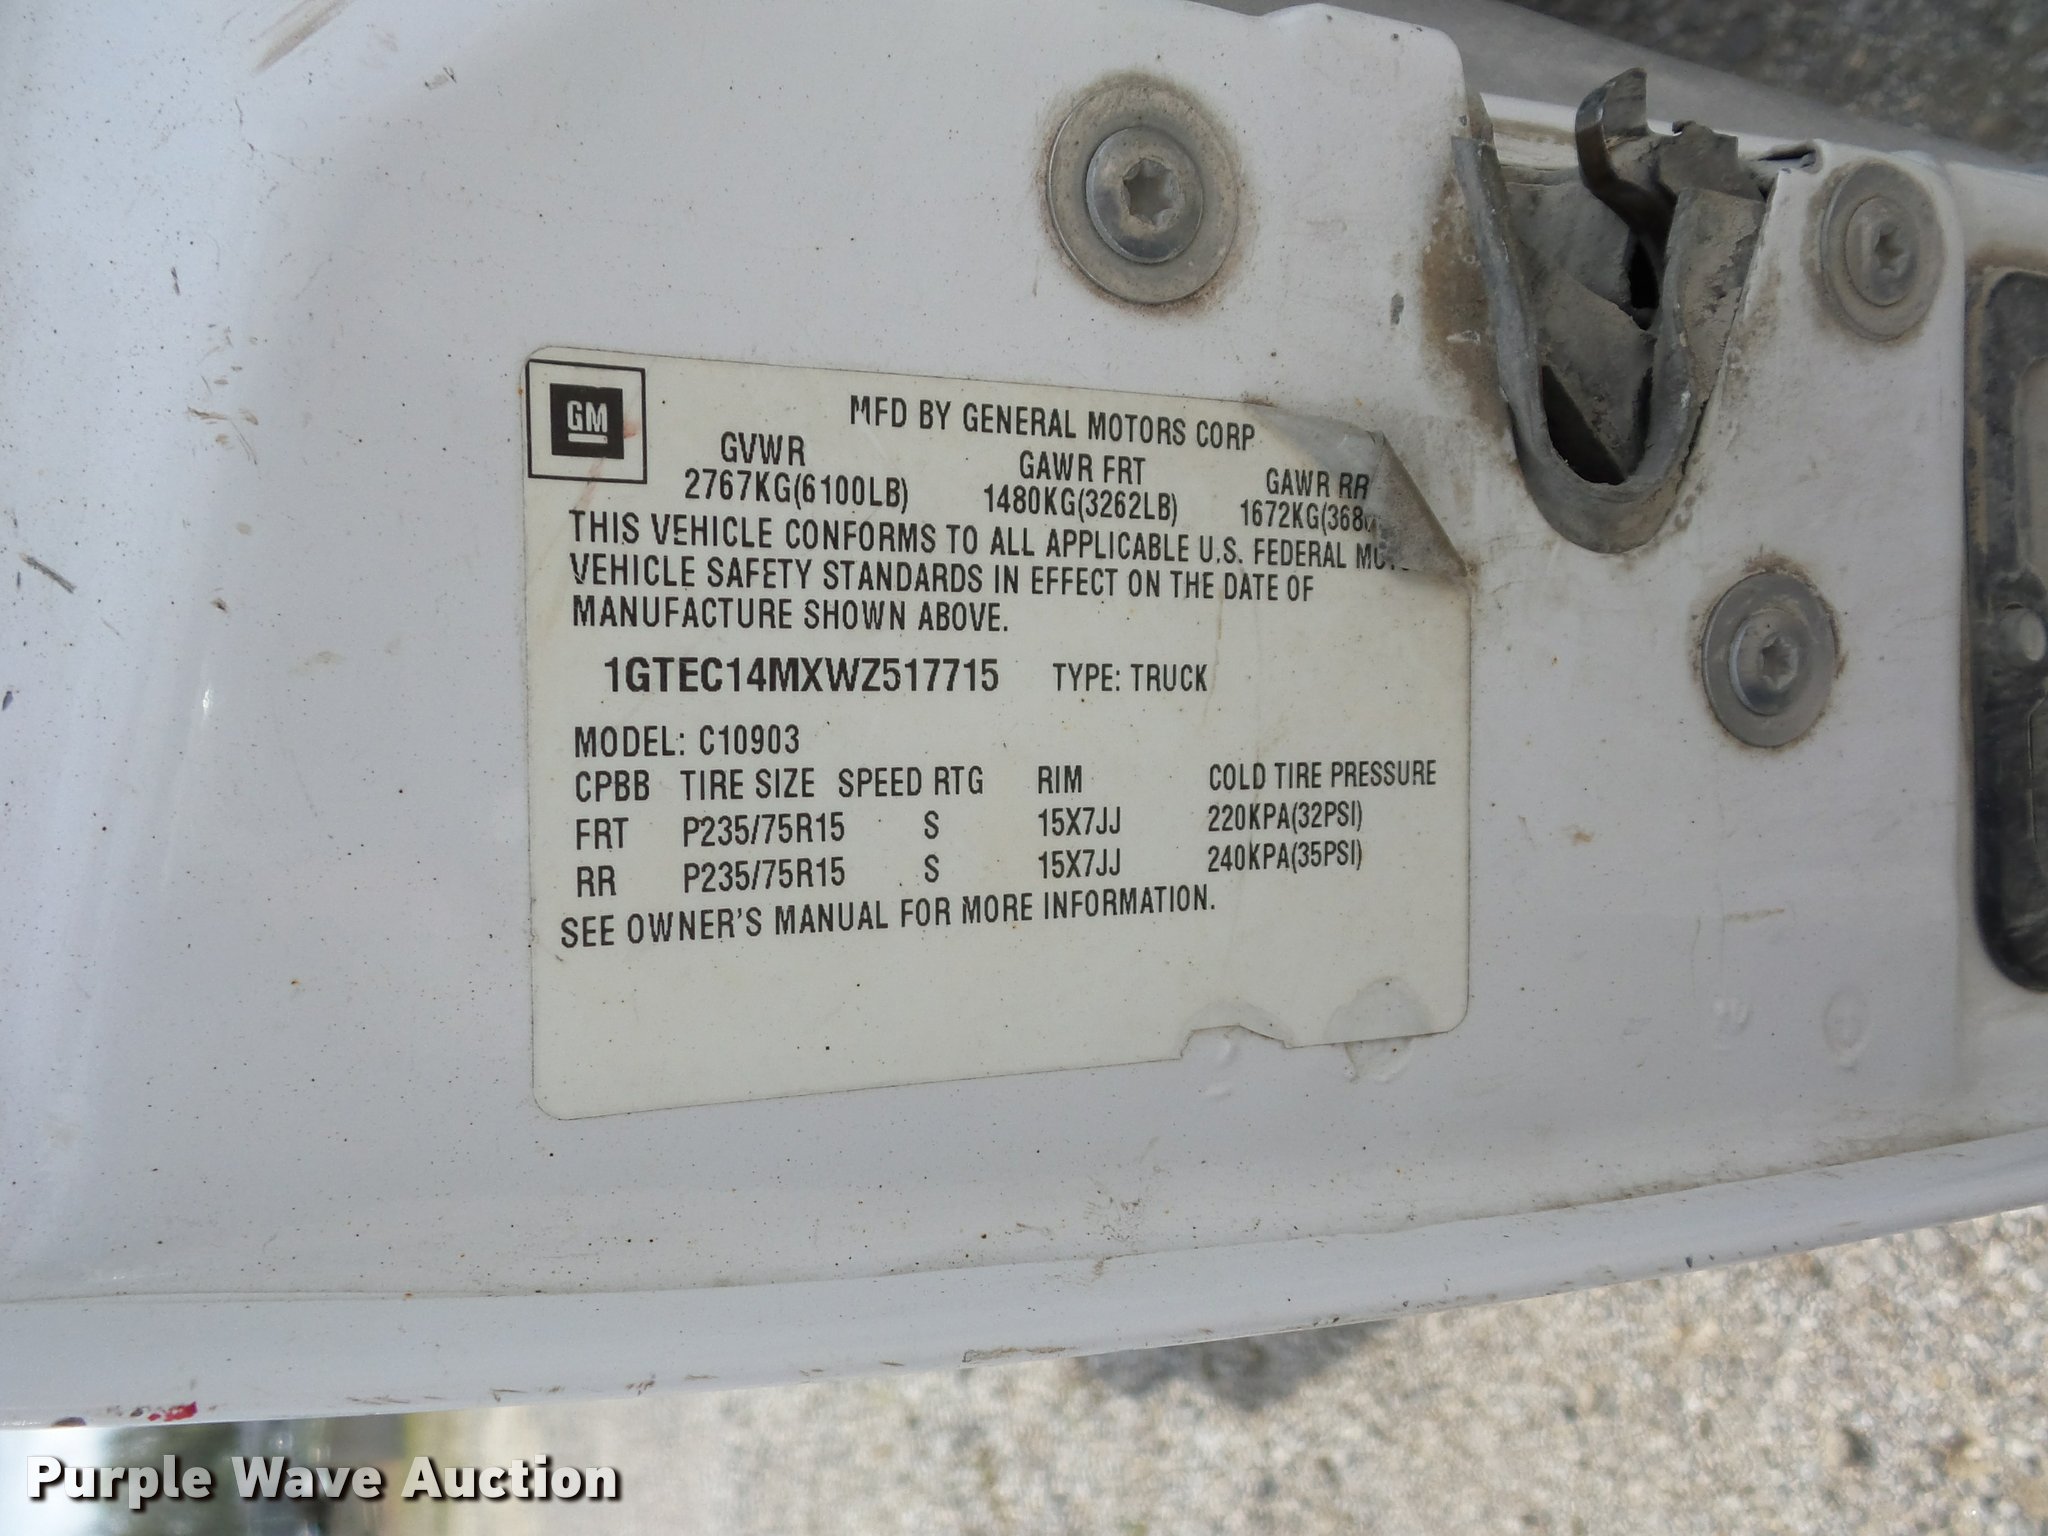 GM
MFD BY GENERAL MOTORS CORP
GVWR GAWR FRT GAWR RR
2767KG(6100LB) 1480KG(3262LB) 1672KG(368
THIS VEHICLE CONFORMS TO ALL APPLICABLE U.S. FEDERAL
VEHICLE SAFETY STANDARDS IN EFFECT ON THE DATE OF
MANUFACTURE SHOWN ABOVE.
1GTEC14MXWZ517715 TYPE: TRUCK
MODEL: C10903
CPBB TIRE SIZE SPEED RTG RIM COLD TIRE PRESSURE
FRT P235/75R15 S 15X7JJ 220KPA(32PSI)
RR P235/75R15 S 15X7JJ 240KPA(35PSI)
SEE OWNER'S MANUAL FOR MORE INFORMATION.
Purple Wave Auction